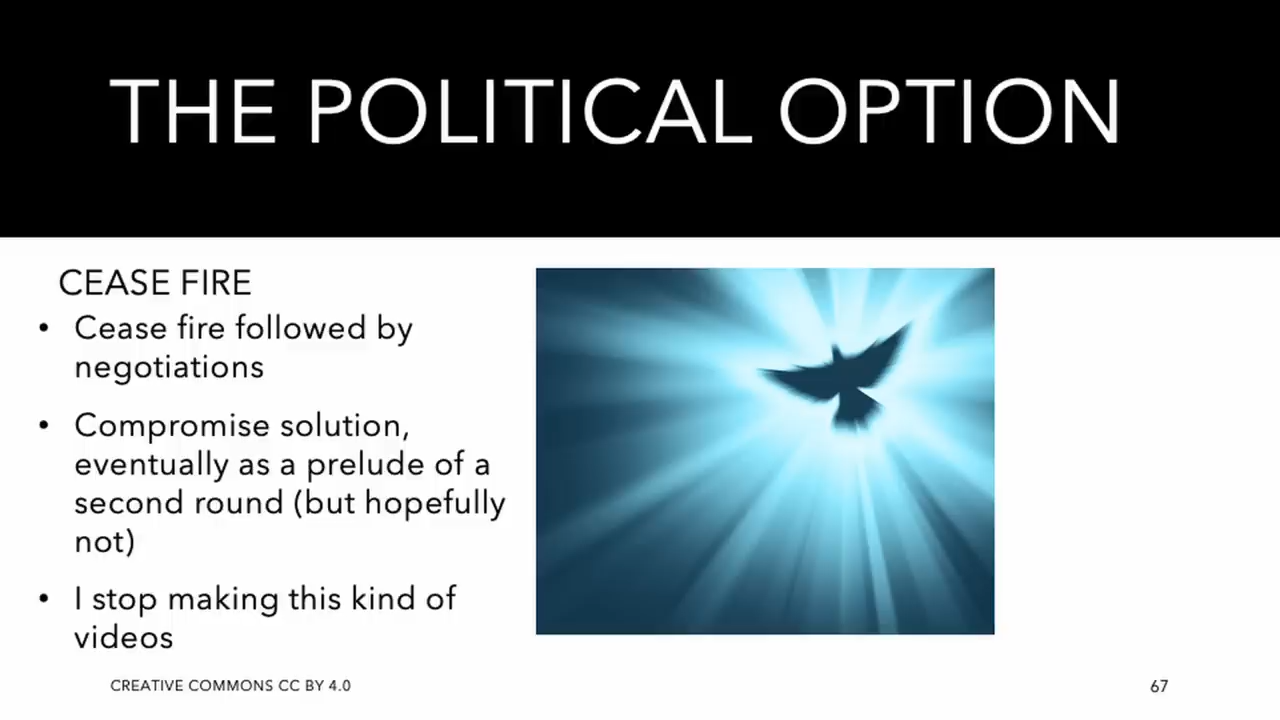 THE POLITICAL OPTION
CEASE FIRE
• Cease fire followed by
negotiations
• Compromise solution,
eventually as a prelude of a
second round (but hopefully
not)
• I stop making this kind of
videos
CREATIVE COMMONS CC BY 4.0
67